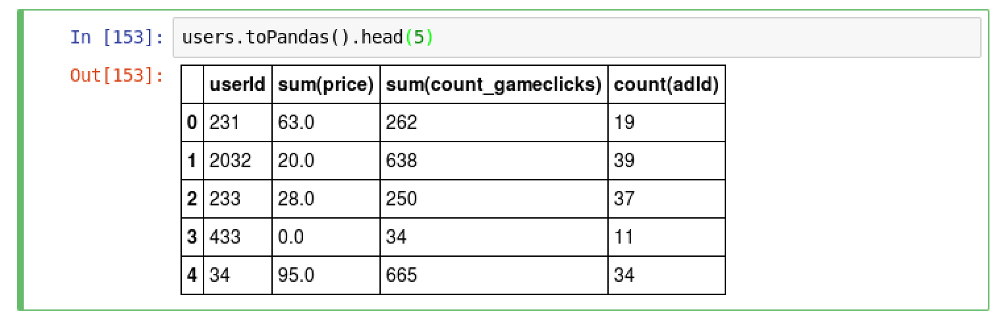 In [153]: users.toPandas().head(5)
Out[153]:
userId sum(price) sum(count_gameclicks) count(adId)
0 231 63.0 262 19
1 2032 20.0 638 39
2 233 28.0 250 37
3 433 0.0 34 11
4 34 95.0 665 34